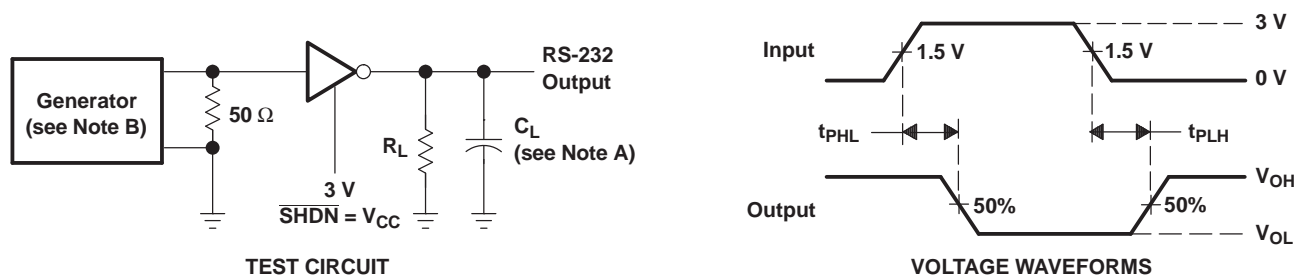 Generator
(see Note B)
50 Ω
3 V
SHDN = VCC
RL
CL
(see Note A)
RS-232
Output
TEST CIRCUIT
Input
1.5 V
1.5 V
3 V
0 V
tPHL
tPLH
Output
50%
50%
VOH
VOL
VOLTAGE WAVEFORMS